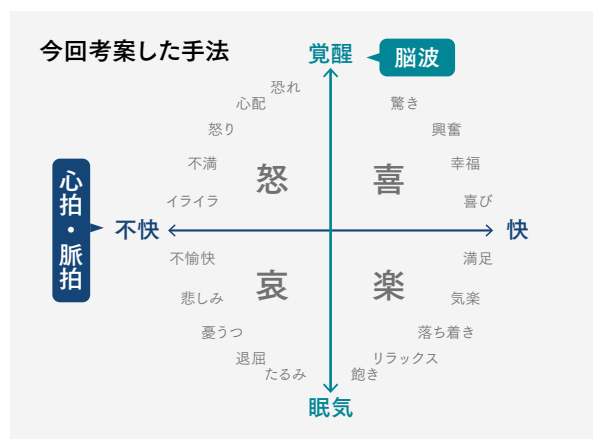 今回考案した手法
覚醒
脳波
恐れ
心配
怒り
不満
イライラ
驚き
興奮
幸福
喜び
怒
喜
心拍・脈拍
不快
快
不愉快
悲しみ
憂うつ
退屈
たるみ
満足
気楽
落ち着き
リラックス
飽き
哀
楽
眠気